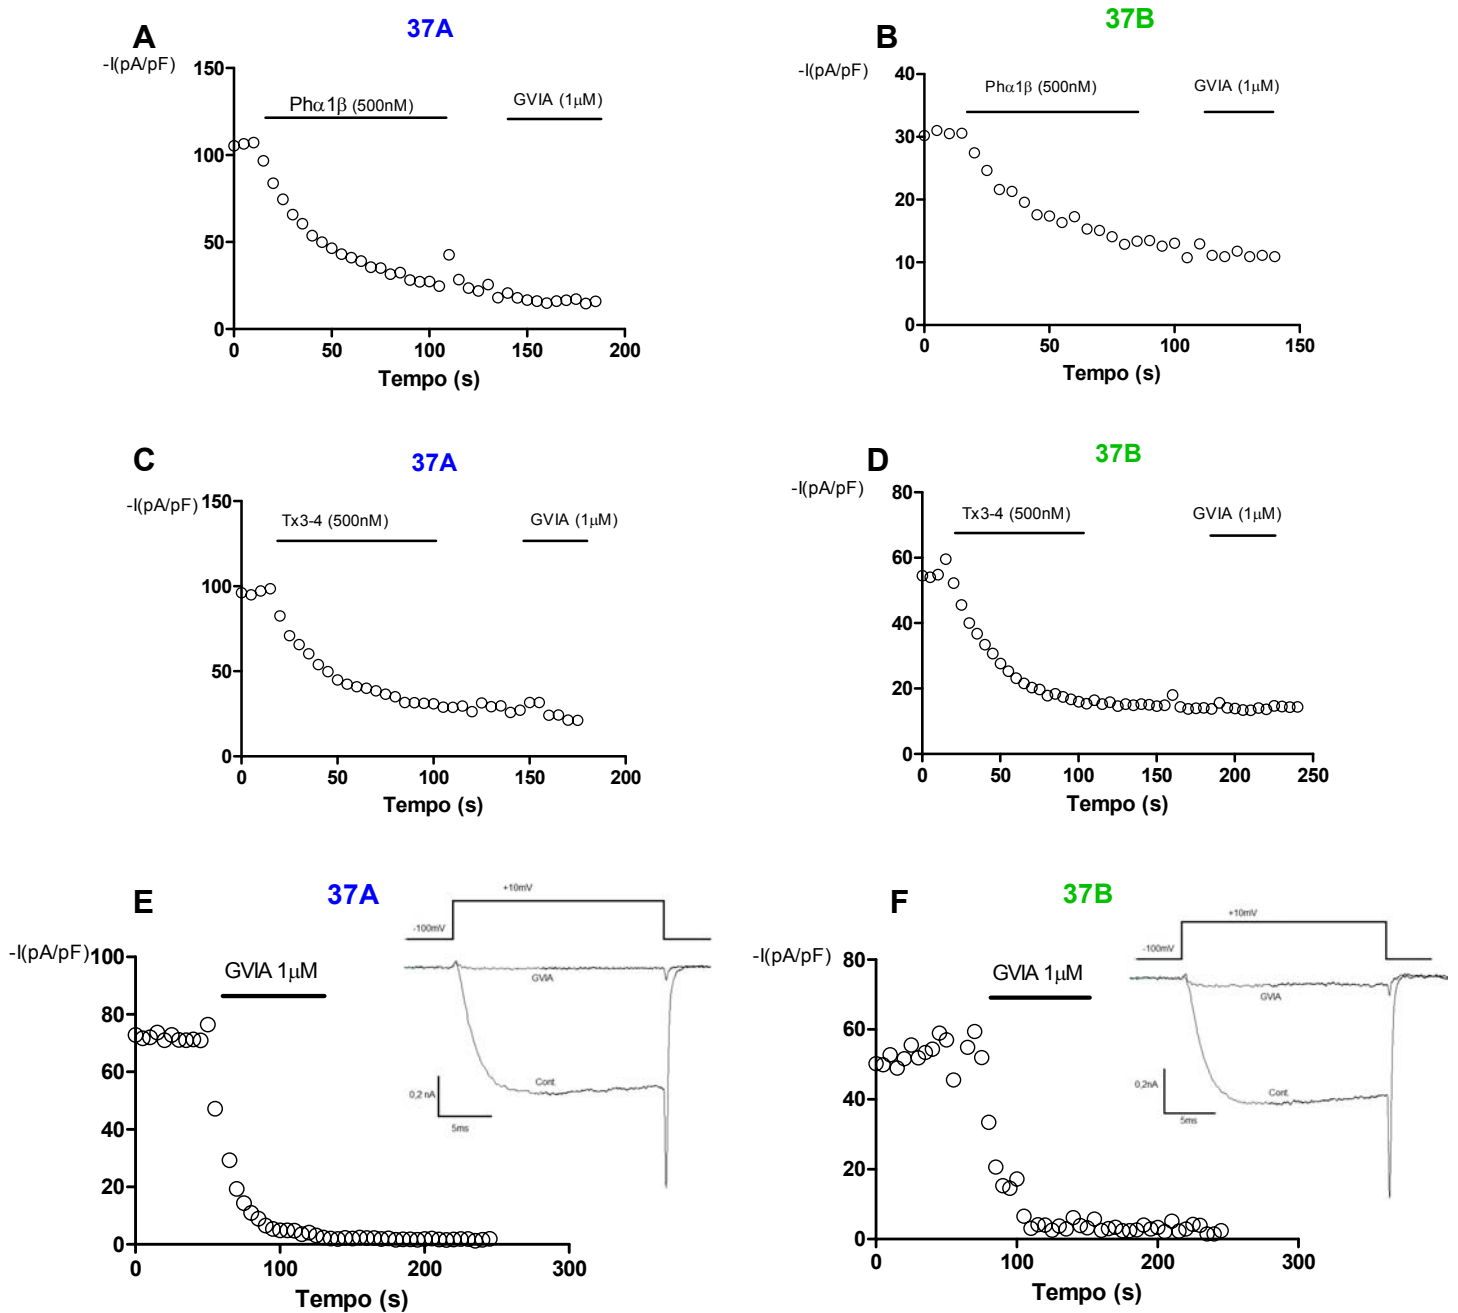 A
37A
-I(pA/pF)
150
100
50
0
Phα1β (500nM)
GVIA (1µM)
0 50 100 150 200
Tempo (s)
B
37B
-I(pA/pF)
40
30
20
10
0
Phα1β (500nM)
GVIA (1µM)
0 50 100 150
Tempo (s)
C
37A
-I(pA/pF)
150
100
50
0
Tx3-4 (500nM)
GVIA (1µM)
0 50 100 150 200
Tempo (s)
D
37B
-I(pA/pF)
80
60
40
20
0
Tx3-4 (500nM)
GVIA (1µM)
0 50 100 150 200 250
Tempo (s)
E
37A
-I(pA/pF)
100
80
60
40
20
0
GVIA 1µM
+10mV
-100mV
GVIA
Cont.
0,2 nA
5ms
0 100 200 300
Tempo (s)
F
37B
-I(pA/pF)
80
60
40
20
0
GVIA 1µM
+10mV
-100mV
GVIA
Cont.
0,2nA
5ms
0 100 200 300
Tempo (s)